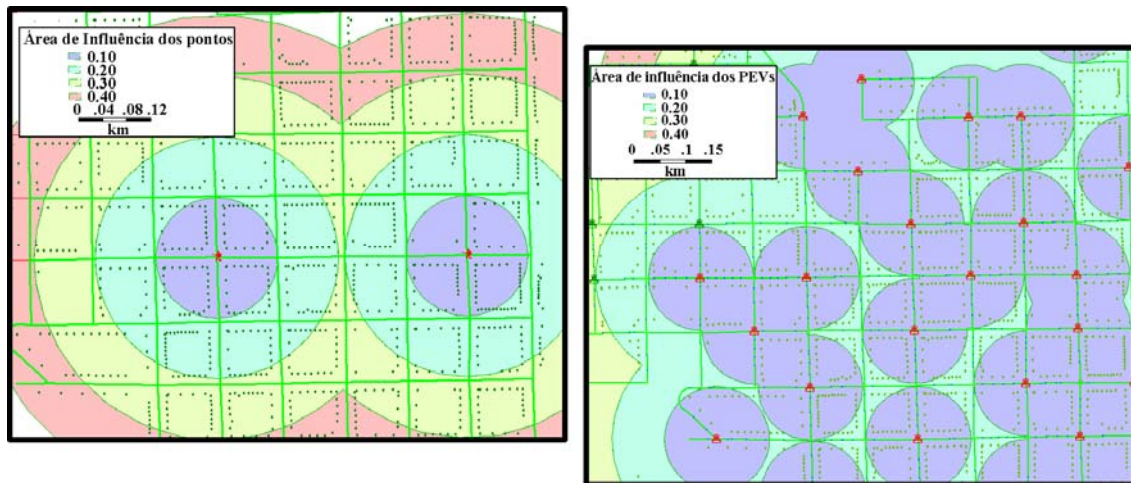 Área de Influência dos pontos
0.10
0.20
0.30
0.40
0 .04 .08 .12
km
Área de influência dos PEVs
0.10
0.20
0.30
0.40
0 .05 .1 .15
km